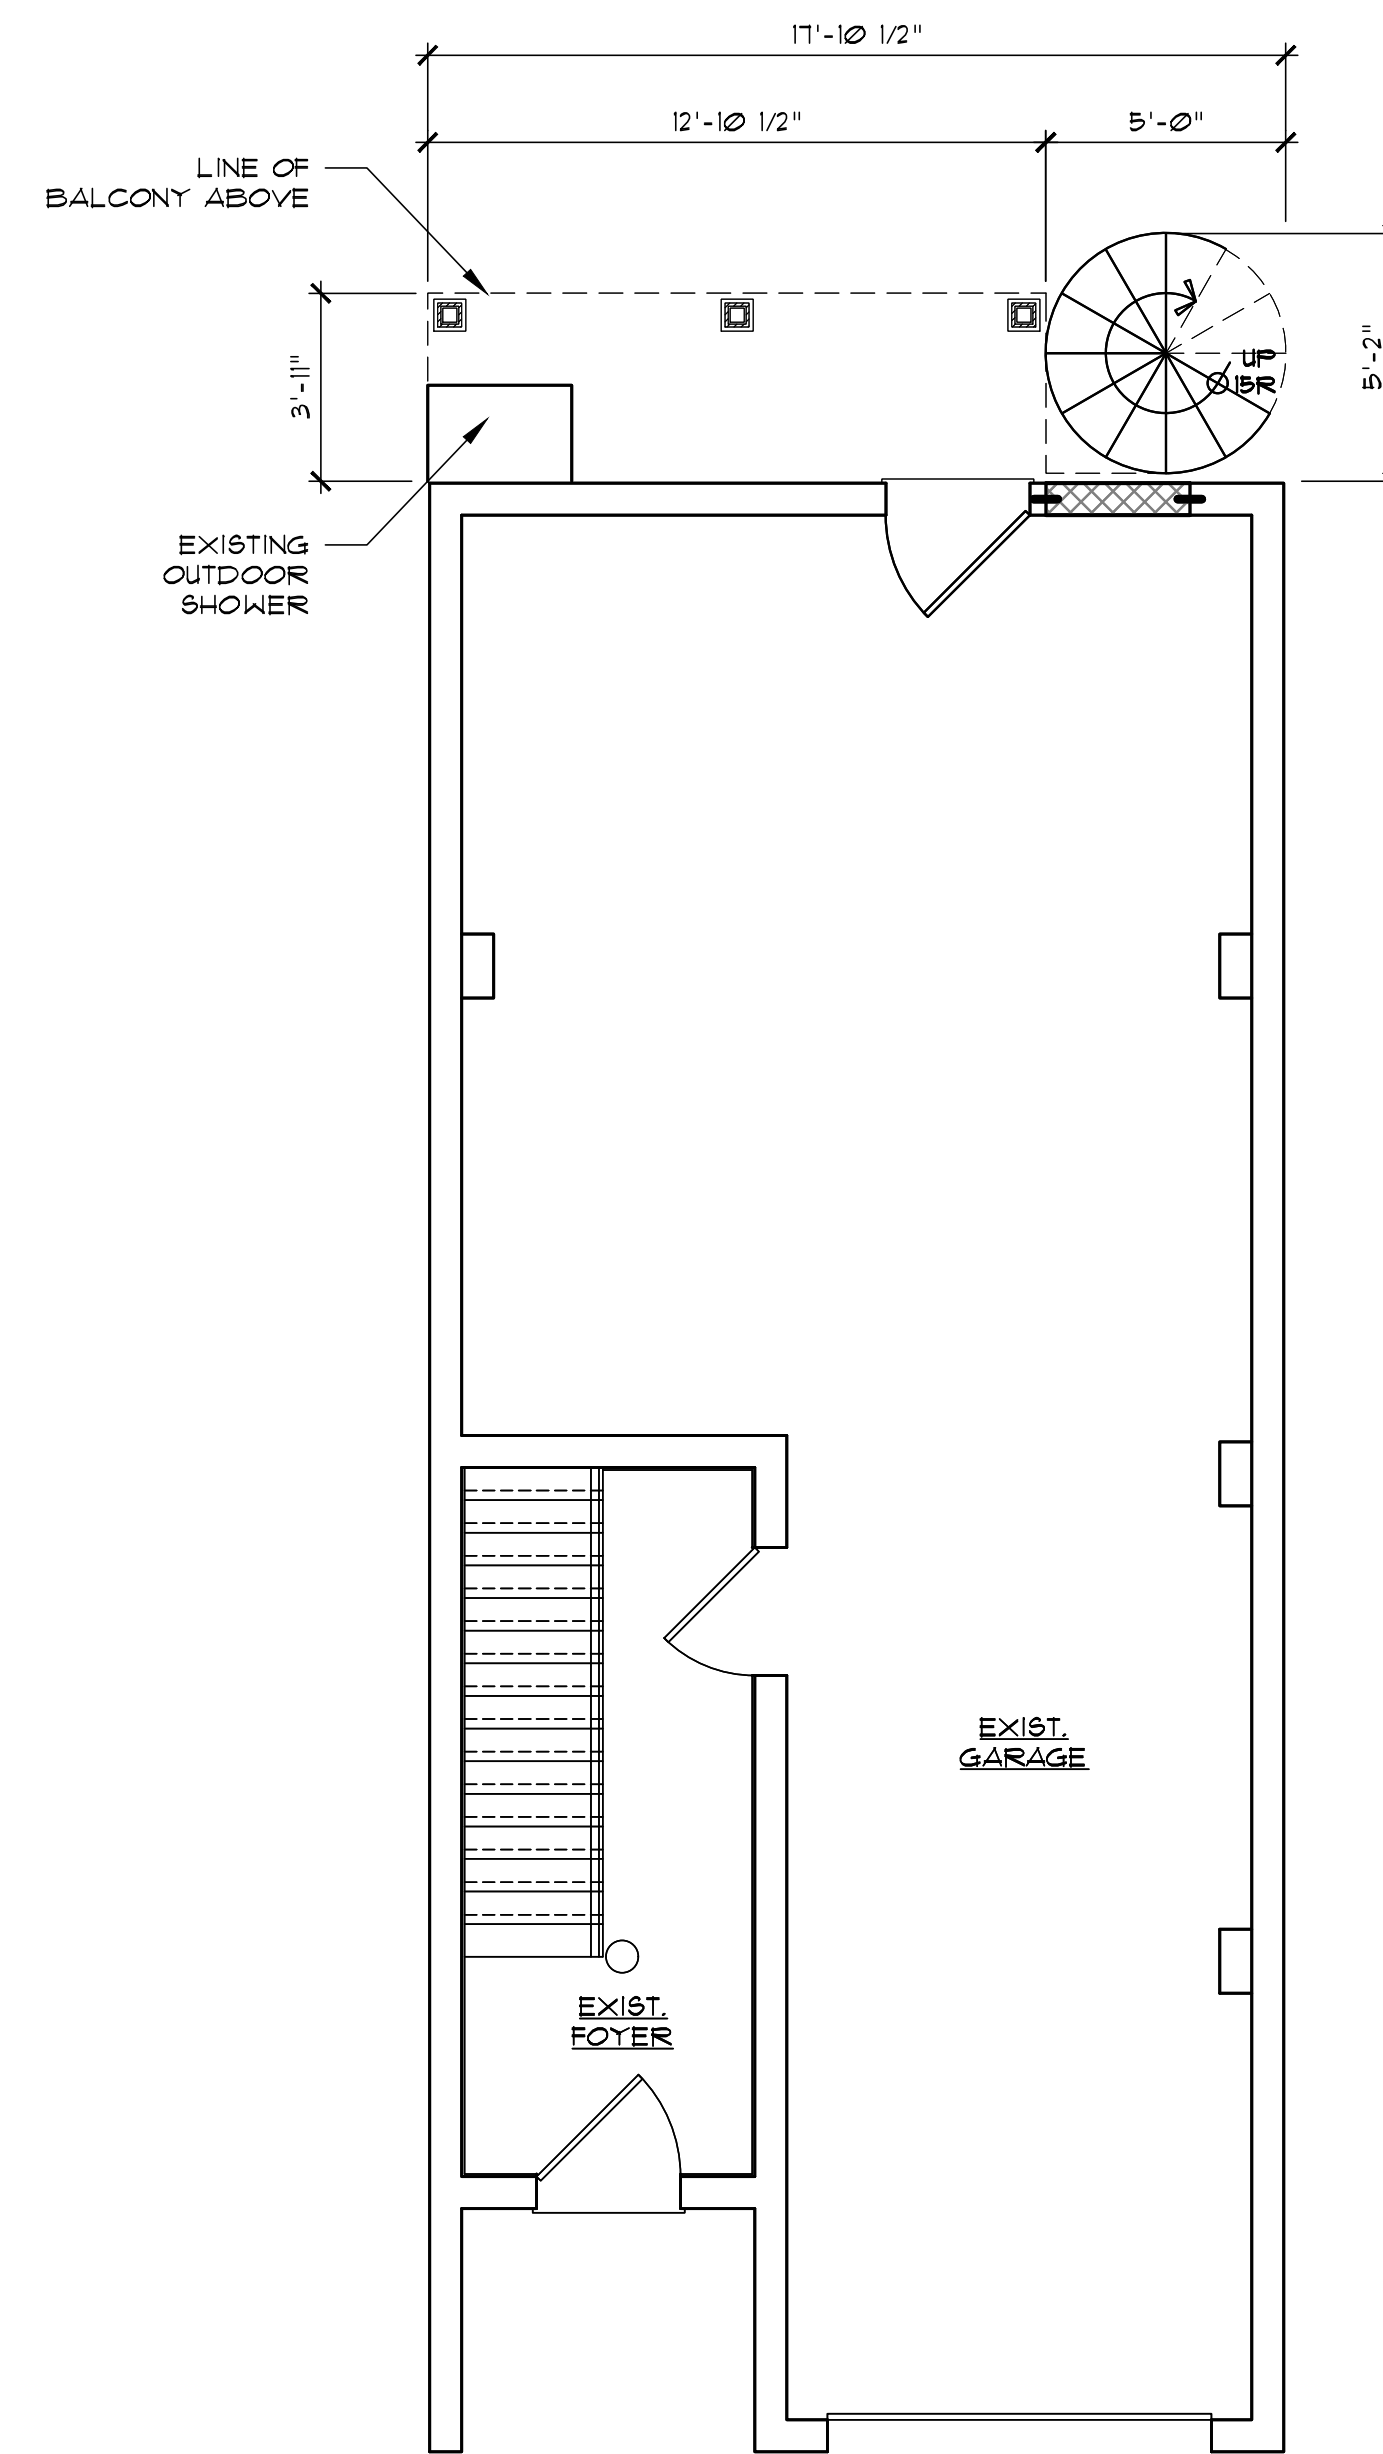 17'-10 1/2"
12'-10 1/2"
5'-0"
LINE OF
BALCONY ABOVE
3'-11"
UP
15R
5'-2"
EXISTING
OUTDOOR
SHOWER
EXIST.
GARAGE
EXIST.
FOYER